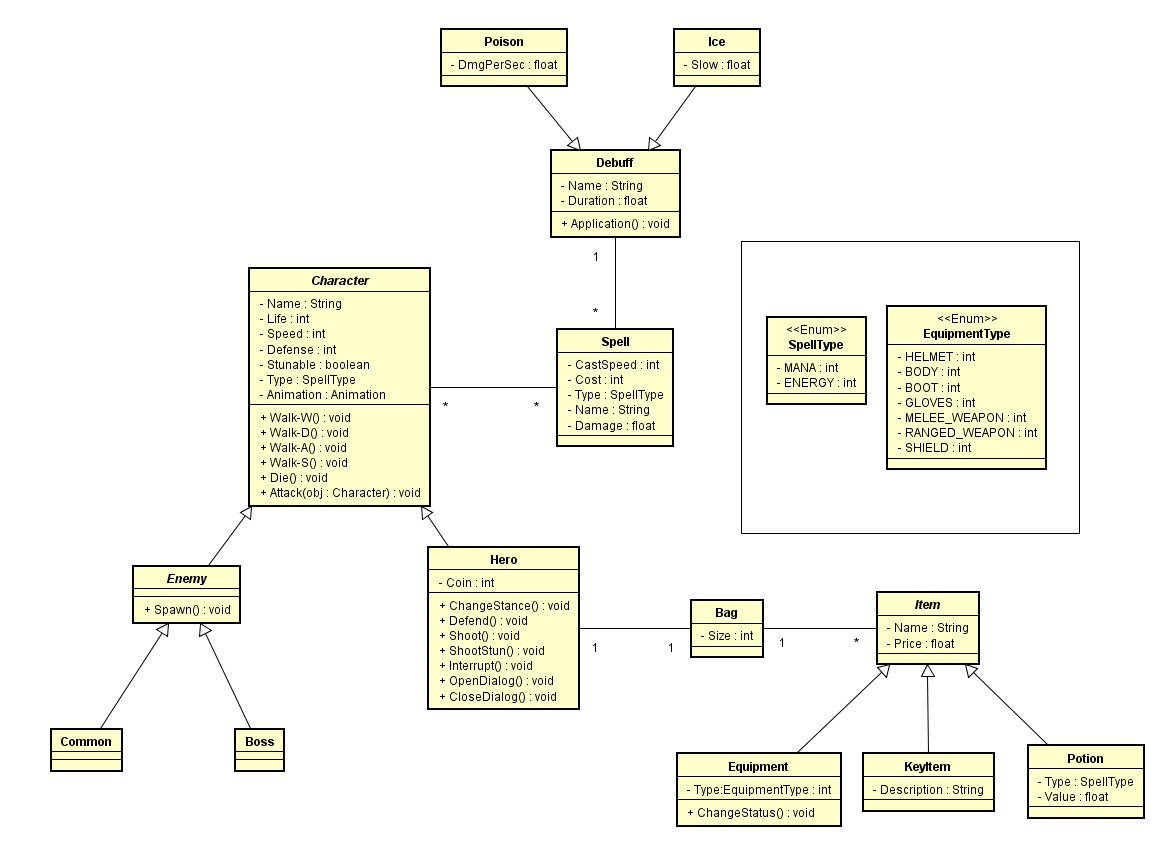 Poison
- DmgPerSec : float
Ice
- Slow : float
Debuff
- Name : String
- Duration : float
+ Application() : void
1
*
Character
- Name : String
- Life : int
- Speed : int
- Defense : int
- Stunable : boolean
- Type : SpellType
- Animation : Animation
+ Walk-W() : void
+ Walk-D() : void
+ Walk-A() : void
+ Walk-S() : void
+ Die() : void
+ Attack(obj : Character) : void
*
*
Spell
- CastSpeed : int
- Cost : int
- Type : SpellType
- Name : String
- Damage : float
<<Enum>>
SpellType
- MANA : int
- ENERGY : int
<<Enum>>
EquipmentType
- HELMET : int
- BODY : int
- BOOT : int
- GLOVES : int
- MELEE_WEAPON : int
- RANGED_WEAPON : int
- SHIELD : int
Enemy
+ Spawn() : void
Hero
- Coin : int
+ ChangeStance() : void
+ Defend() : void
+ Shoot() : void
+ ShootStun() : void
+ Interrupt() : void
+ OpenDialog() : void
+ CloseDialog() : void
1
1
Bag
- Size : int
1
*
Item
- Name : String
- Price : float
Common
Boss
Equipment
- Type:EquipmentType : int
+ ChangeStatus() : void
KeyItem
- Description : String
Potion
- Type : SpellType
- Value : float